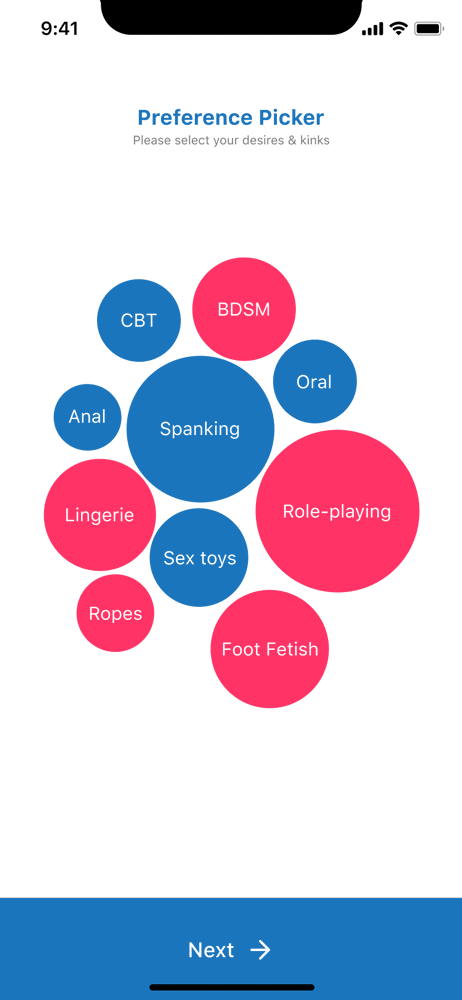 9:41
Preference Picker
Please select your desires & kinks
BDSM
CBT
Oral
Anal
Spanking
Role-playing
Lingerie
Sex toys
Ropes
Foot Fetish
Next